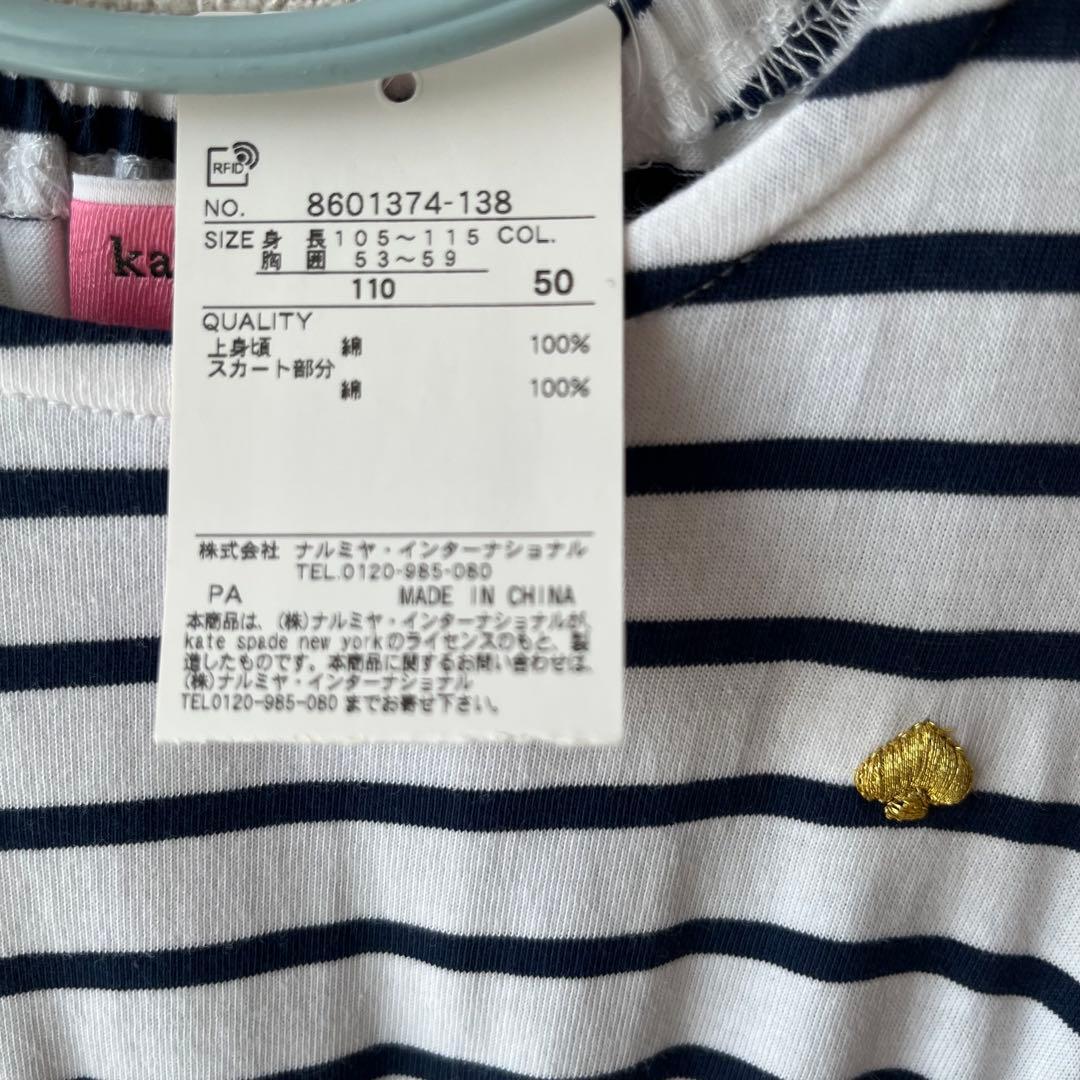 RFID
NO. 8601374-138
SIZE 身 長 105～115 COL.
胸 囲 53～59
110 50
QUALITY
上身頃 綿 100%
スカート部分
綿 100%
株式会社 ナルミヤ・インターナショナル
TEL.0120-985-080
PA MADE IN CHINA
本商品は、(株)ナルミヤ・インターナショナルが、
kate spade new yorkのライセンスのもと、製
造したものです。本商品に関するお問い合わせは、
(株)ナルミヤ・インターナショナル
TEL0120-985-080 までお寄せ下さい。
ka